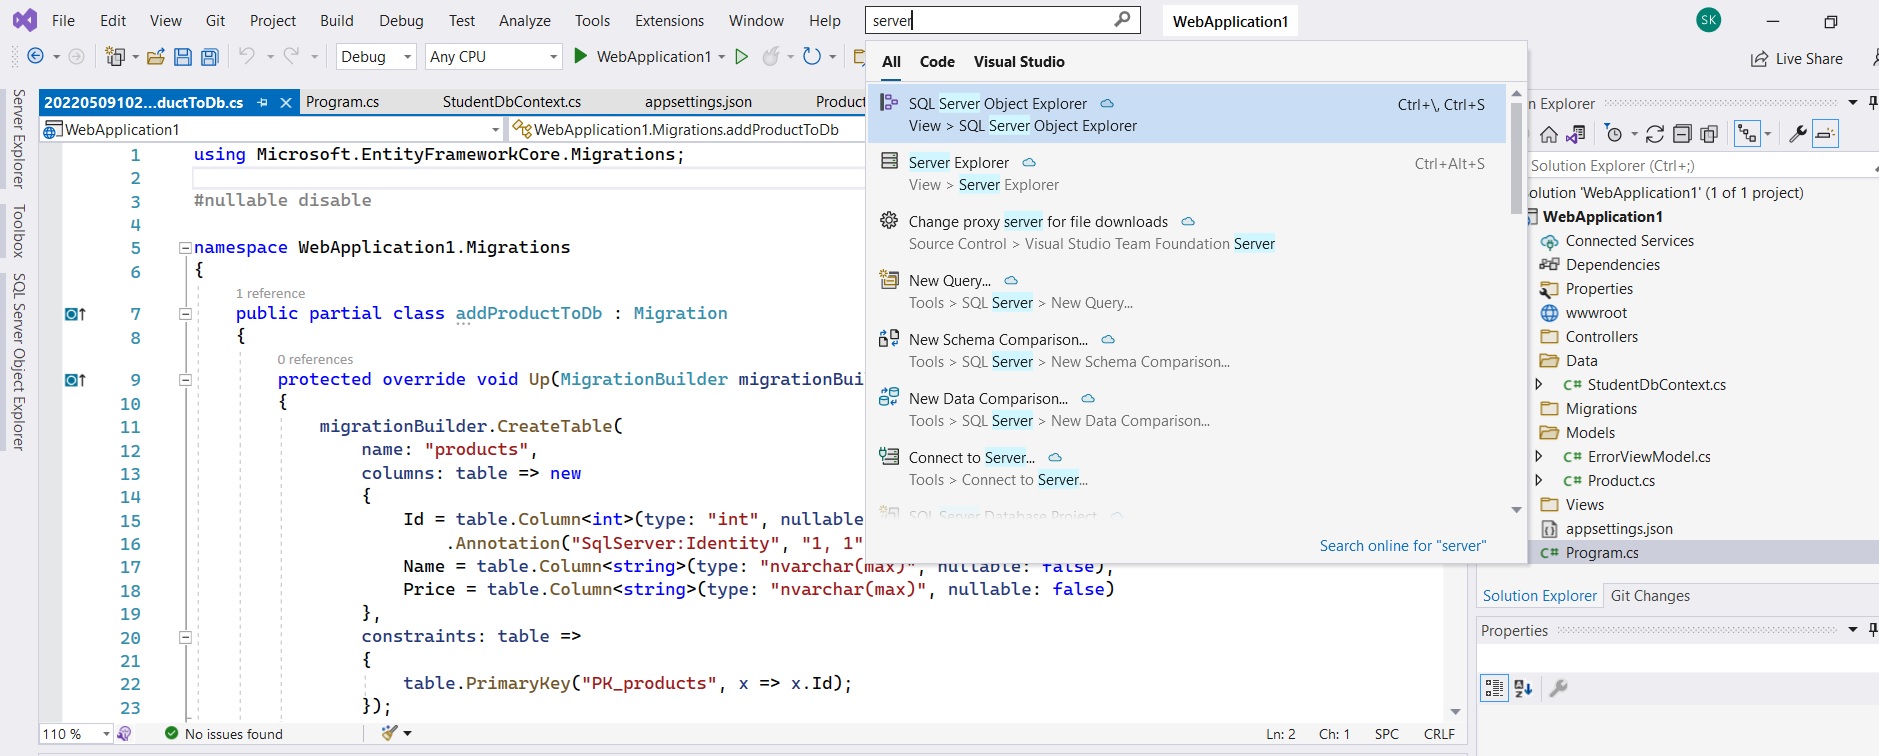 File Edit View Git Project Build Debug Test Analyze Tools Extensions Window Help server WebApplication1 SK
Debug Any CPU WebApplication1 Live Share
All Code Visual Studio
20220509102...ductToDb.cs Program.cs StudentDbContext.cs appsettings.json Product
WebApplication1 WebApplication1.Migrations.addProductToDb
Server Explorer
Toolbox
SQL Server Object Explorer
1 using Microsoft.EntityFrameworkCore.Migrations;
2
3 #nullable disable
4
5 namespace WebApplication1.Migrations
6 {
1 reference
7 public partial class addProductToDb : Migration
8 {
0 references
9 protected override void Up(MigrationBuilder migrationBui
10 {
11 migrationBuilder.CreateTable(
12 name: "products",
13 columns: table => new
14 {
15 Id = table.Column<int>(type: "int", nullable
16 .Annotation("SqlServer:Identity", "1, 1"
17 Name = table.Column<string>(type: "nvarchar(max)", nullable: false),
18 Price = table.Column<string>(type: "nvarchar(max)", nullable: false)
19 },
20 constraints: table =>
21 {
22 table.PrimaryKey("PK_products", x => x.Id);
23 });
SQL Server Object Explorer Ctrl+\, Ctrl+S
View > SQL Server Object Explorer
Server Explorer Ctrl+Alt+S
View > Server Explorer
Change proxy server for file downloads
Source Control > Visual Studio Team Foundation Server
New Query...
Tools > SQL Server > New Query...
New Schema Comparison...
Tools > SQL Server > New Schema Comparison...
New Data Comparison...
Tools > SQL Server > New Data Comparison...
Connect to Server...
Tools > Connect to Server...
SQL Server Database Project
Search online for "server"
n Explorer
Solution Explorer (Ctrl+;)
olution 'WebApplication1' (1 of 1 project)
WebApplication1
Connected Services
Dependencies
Properties
wwwroot
Controllers
Data
C# StudentDbContext.cs
Migrations
Models
C# ErrorViewModel.cs
C# Product.cs
Views
appsettings.json
C# Program.cs
Solution Explorer Git Changes
Properties
110 % No issues found Ln: 2 Ch: 1 SPC CRLF